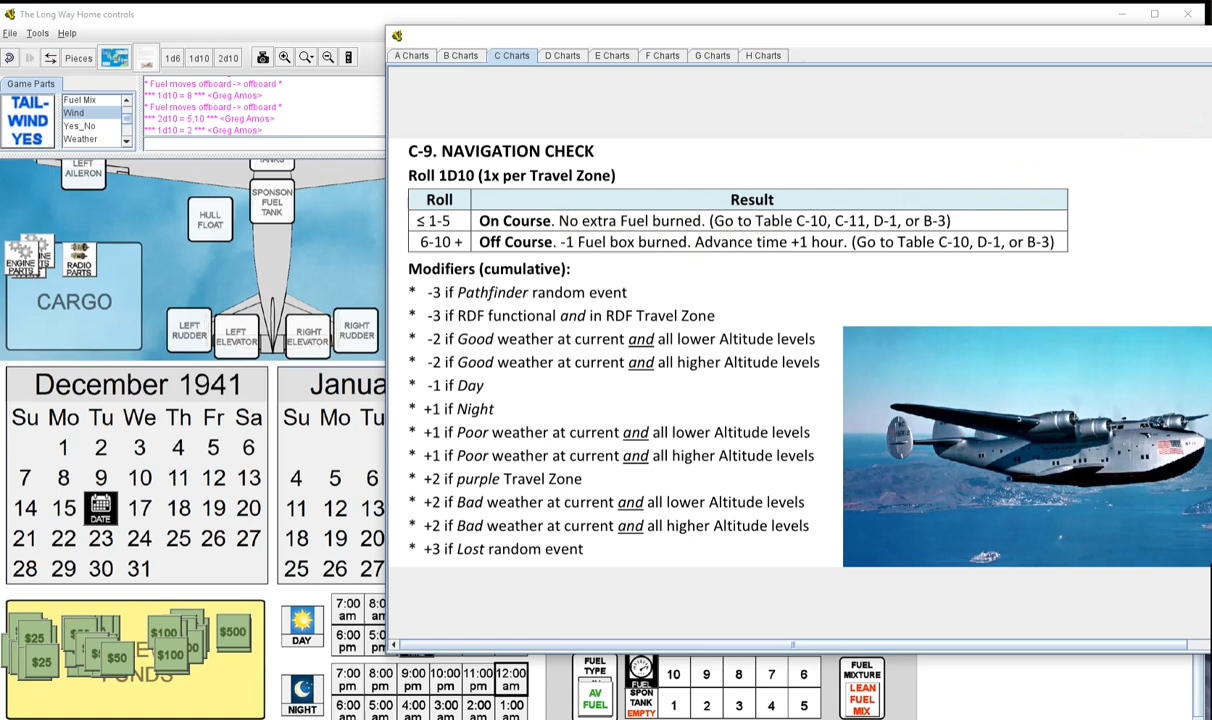 The Long Way Home controls
File Tools Help
Pieces 1d6 1d10 2d10
A Charts B Charts C Charts D Charts E Charts F Charts G Charts H Charts
Game Parts
TAIL-
WIND
YES
Fuel Mix
Wind
Yes_No
Weather
* Fuel moves offboard -> offboard *
*** 1d10 = 8 *** <Greg Amos>
* Fuel moves offboard -> offboard *
*** 2d10 = 5,10 *** <Greg Amos>
*** 1d10 = 2 *** <Greg Amos>
LEFT
AILERON
TANKS
SPONSON
FUEL
TANK
HULL
FLOAT
ENGINE
PARTS
RADIO
PARTS
CARGO
LEFT
RUDDER
LEFT
ELEVATOR
RIGHT
ELEVATOR
RIGHT
RUDDER
C-9. NAVIGATION CHECK
Roll 1D10 (1x per Travel Zone)
Roll Result
≤ 1-5 On Course. No extra Fuel burned. (Go to Table C-10, C-11, D-1, or B-3)
6-10 + Off Course. -1 Fuel box burned. Advance time +1 hour. (Go to Table C-10, D-1, or B-3)
Modifiers (cumulative):
* -3 if Pathfinder random event
* -3 if RDF functional and in RDF Travel Zone
* -2 if Good weather at current and all lower Altitude levels
* -2 if Good weather at current and all higher Altitude levels
* -1 if Day
* +1 if Night
* +1 if Poor weather at current and all lower Altitude levels
* +1 if Poor weather at current and all higher Altitude levels
* +2 if purple Travel Zone
* +2 if Bad weather at current and all lower Altitude levels
* +2 if Bad weather at current and all higher Altitude levels
* +3 if Lost random event
December 1941
Su Mo Tu We Th Fr Sa
1 2 3 4 5 6
7 8 9 10 11 12 13
14 15 DATE 17 18 19 20
21 22 23 24 25 26 27
28 29 30 31
Janua
Su Mo Tu
4 5 6
11 12 13
18 19 20
25 26 27
$25
$25
$50
$100
$100
$500
FUNDS
DAY
7:00 8:0
am am
6:00 5:0
pm pm
NIGHT
7:00 8:00 9:00 10:00 11:00 12:00
pm pm pm pm pm am
6:00 5:00 4:00 3:00 2:00 1:00
am am am am am am
FUEL
TYPE
AV
FUEL
FUEL
SPON
TANK
EMPTY
10 9 8 7 6
1 2 3 4 5
FUEL
MIXTURE
LEAN
FUEL
MIX